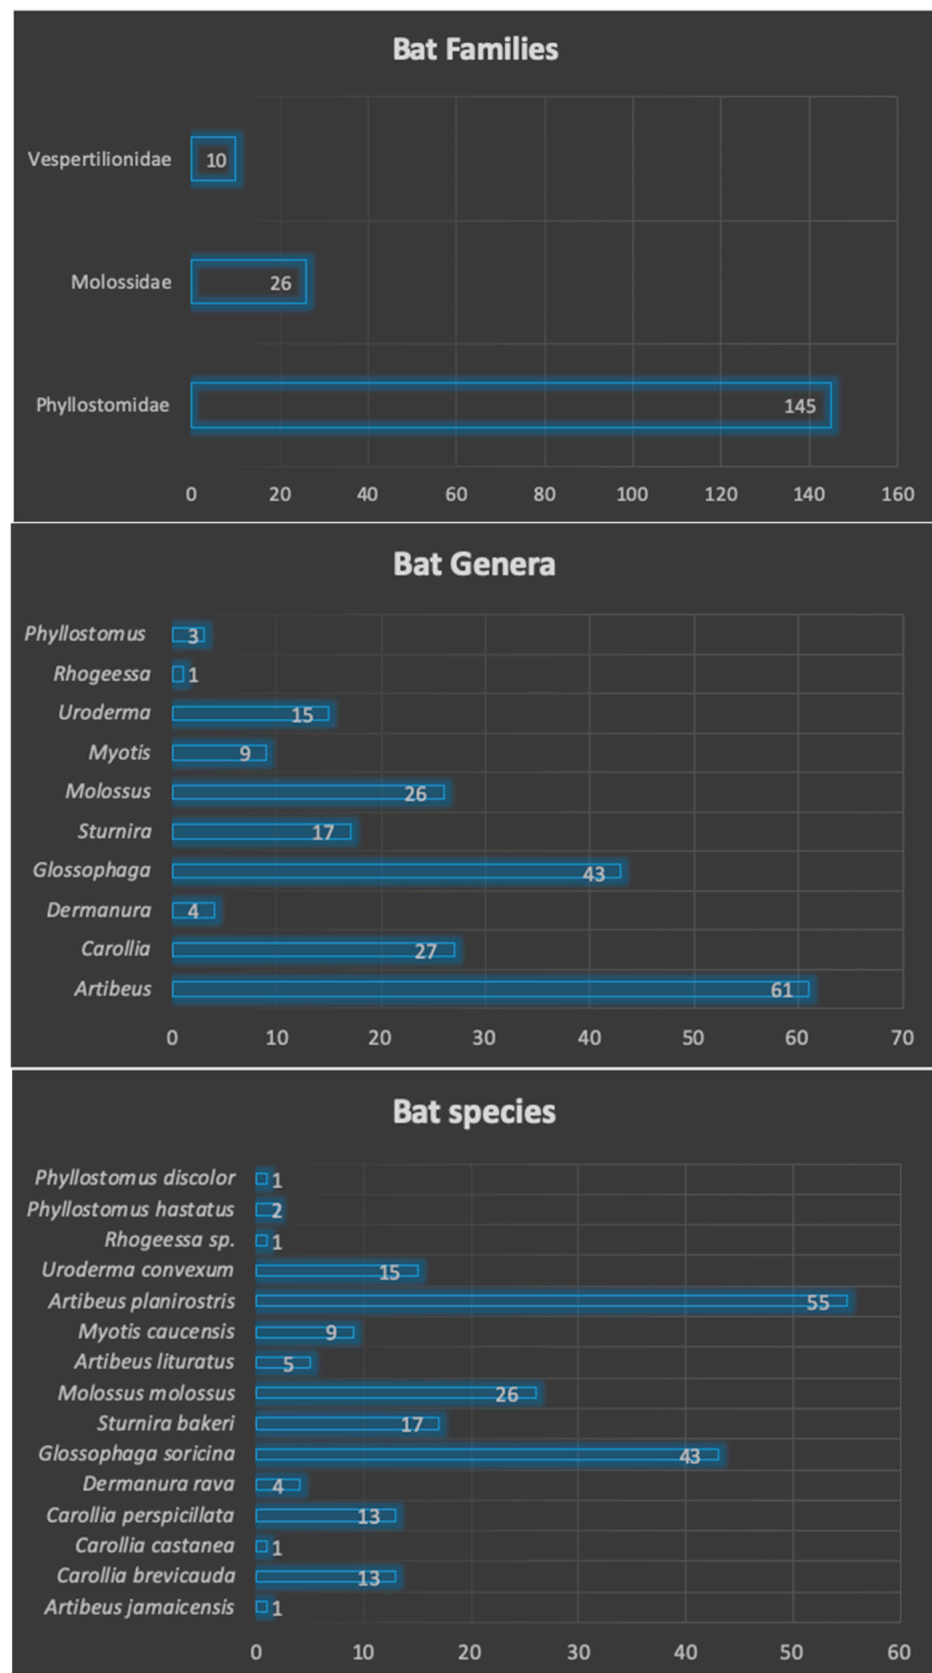 Bat Families
Vespertilionidae 10
Molossidae 26
Phyllostomidae 145
0 20 40 60 80 100 120 140 160
Bat Genera
Phyllostomus 3
Rhogeessa 1
Uroderma 15
Myotis 9
Molossus 26
Sturnira 17
Glossophaga 43
Dermanura 4
Carollia 27
Artibeus 61
0 10 20 30 40 50 60 70
Bat species
Phyllostomus discolor 1
Phyllostomus hastatus 2
Rhogeessa sp. 1
Uroderma convexum 15
Artibeus planirostris 55
Myotis caucensis 9
Artibeus lituratus 5
Molossus molossus 26
Sturnira bakeri 17
Glossophaga soricina 43
Dermanura rava 4
Carollia perspicillata 13
Carollia castanea 1
Carollia brevicauda 13
Artibeus jamaicensis 1
0 10 20 30 40 50 60